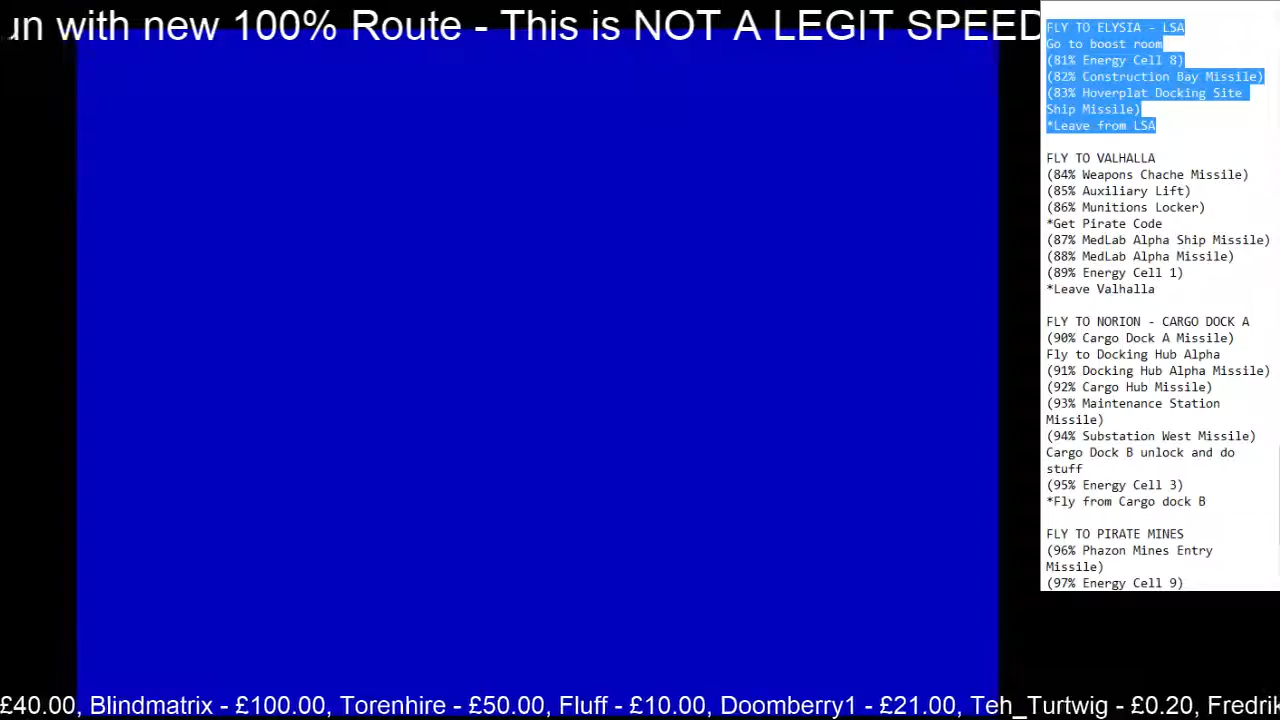 un with new 100% Route - This is NOT A LEGIT SPEED
FLY TO ELYSIA - LSA
Go to boost room
(81% Energy Cell 8)
(82% Construction Bay Missile)
(83% Hoverplat Docking Site
Ship Missile)
*Leave from LSA
FLY TO VALHALLA
(84% Weapons Chache Missile)
(85% Auxiliary Lift)
(86% Munitions Locker)
*Get Pirate Code
(87% MedLab Alpha Ship Missile)
(88% MedLab Alpha Missile)
(89% Energy Cell 1)
*Leave Valhalla
FLY TO NORION - CARGO DOCK A
(90% Cargo Dock A Missile)
Fly to Docking Hub Alpha
(91% Docking Hub Alpha Missile)
(92% Cargo Hub Missile)
(93% Maintenance Station
Missile)
(94% Substation West Missile)
Cargo Dock B unlock and do
stuff
(95% Energy Cell 3)
*Fly from Cargo dock B
FLY TO PIRATE MINES
(96% Phazon Mines Entry
Missile)
(97% Energy Cell 9)
£40.00, Blindmatrix - £100.00, Torenhire - £50.00, Fluff - £10.00, Doomberry1 - £21.00, Teh_Turtwig - £0.20, Fredrik